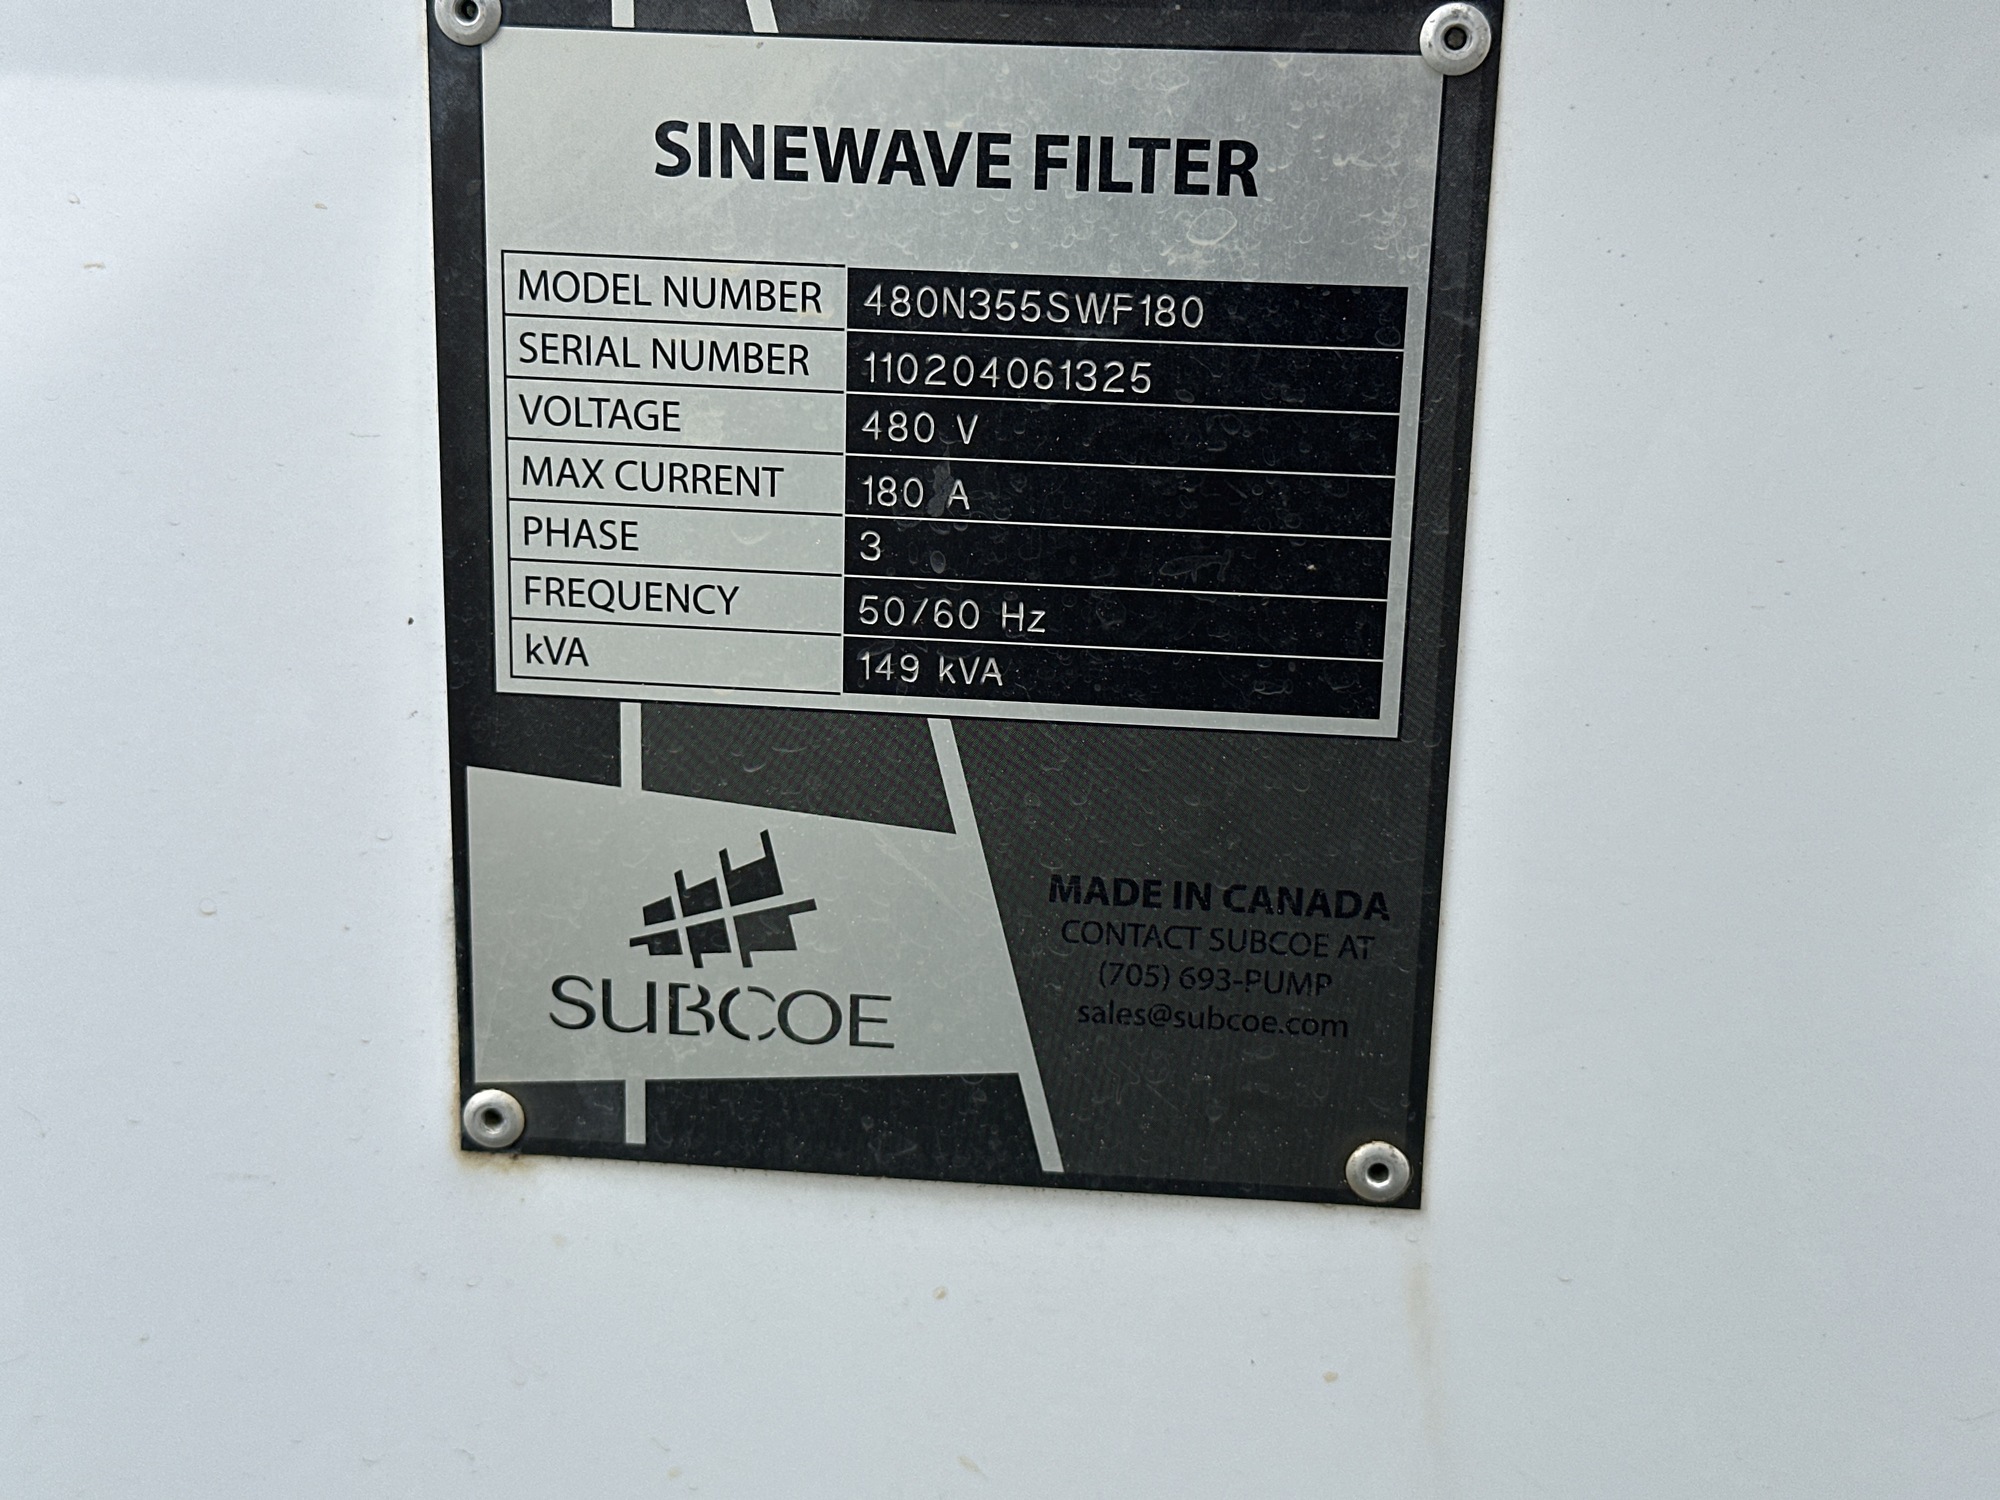 SINEWAVE FILTER
MODEL NUMBER 480N355SWF180
SERIAL NUMBER 110204061325
VOLTAGE 480 V
MAX CURRENT 180 A
PHASE 3
FREQUENCY 50/60 Hz
kVA 149 kVA
SUBCOE
MADE IN CANADA
CONTACT SUBCOE AT
(705) 693-PUMP
sales@subcoe.com